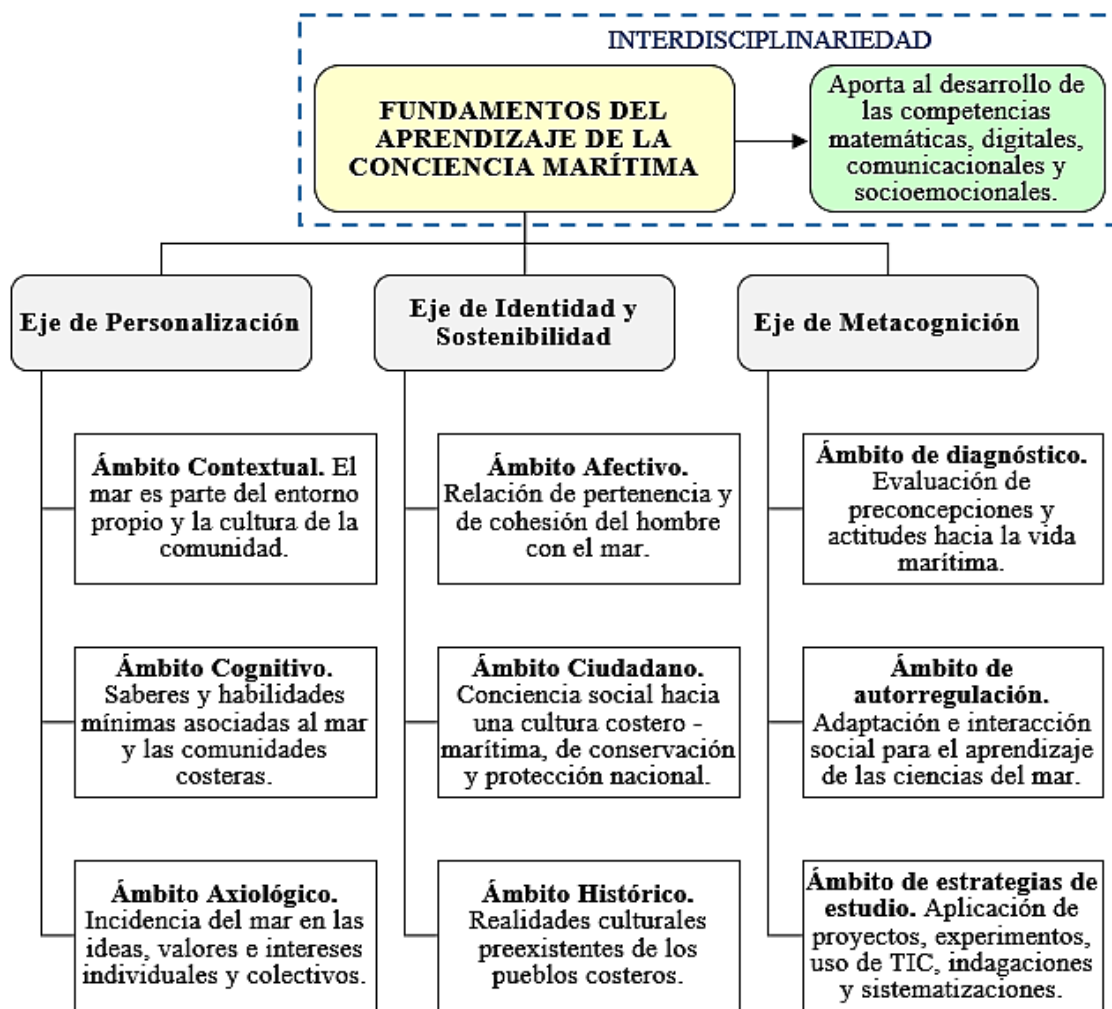 INTERDISCIPLINARIEDAD
FUNDAMENTOS DEL
APRENDIZAJE DE LA
CONCIENCIA MARÍTIMA
Aporta al desarrollo de
las competencias
matemáticas, digitales,
comunicacionales y
socioemocionales.
Eje de Personalización
Ámbito Contextual. El
mar es parte del entorno
propio y la cultura de la
comunidad.
Ámbito Cognitivo.
Saberes y habilidades
mínimas asociadas al mar
y las comunidades
costeras.
Ámbito Axiológico.
Incidencia del mar en las
ideas, valores e intereses
individuales y colectivos.
Eje de Identidad y
Sostenibilidad
Ámbito Afectivo.
Relación de pertenencia y
de cohesión del hombre
con el mar.
Ámbito Ciudadano.
Conciencia social hacia
una cultura costero -
marítima, de conservación
y protección nacional.
Ámbito Histórico.
Realidades culturales
preexistentes de los
pueblos costeros.
Eje de Metacognición
Ámbito de diagnóstico.
Evaluación de
preconcepciones y
actitudes hacia la vida
marítima.
Ámbito de
autorregulación.
Adaptación e interacción
social para el aprendizaje
de las ciencias del mar.
Ámbito de estrategias de
estudio. Aplicación de
proyectos, experimentos,
uso de TIC, indagaciones
y sistematizaciones.